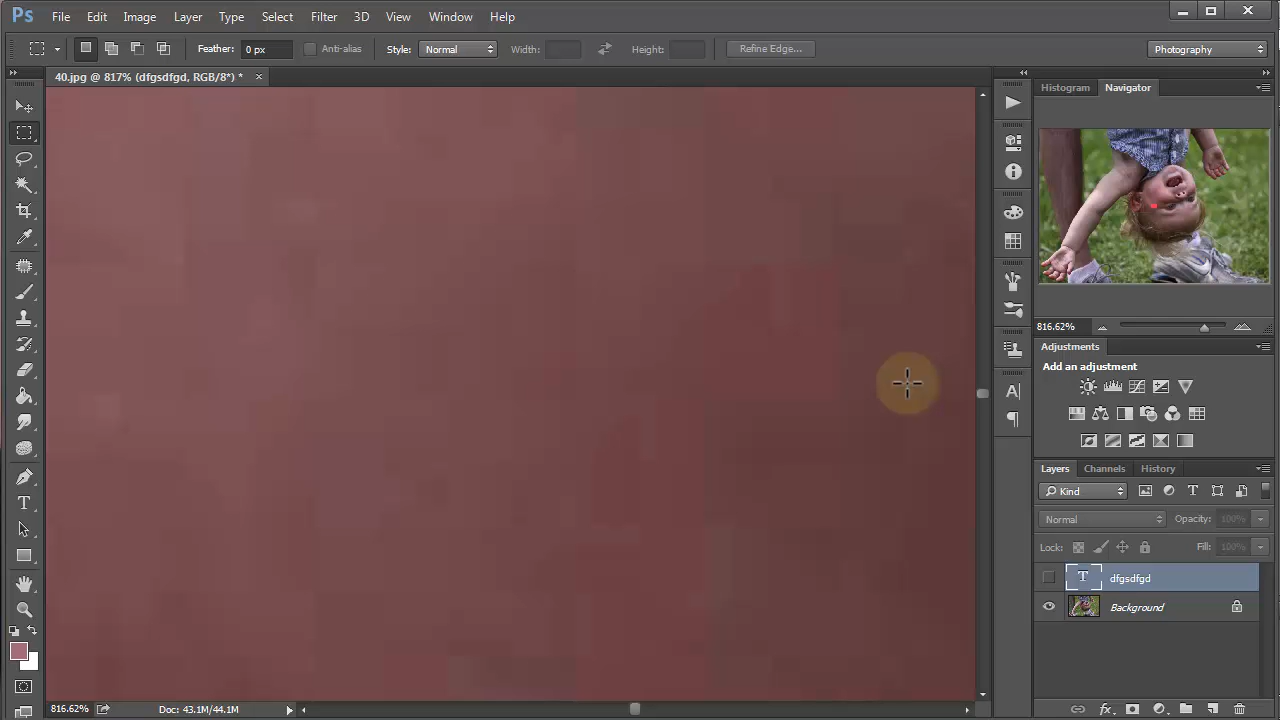 Ps File Edit Image Layer Type Select Filter 3D View Window Help
Feather: 0 px Anti-alias Style: Normal Width: Height: Refine Edge... Photography
40.jpg @ 817% (dfgsdfgd, RGB/8*) *
Histogram Navigator
816.62%
Adjustments
Add an adjustment
Layers Channels History
Kind
Normal Opacity: 100%
Lock: Fill: 100%
T dfgsdfgd
Background
816.62% Doc: 43.1M/44.1M